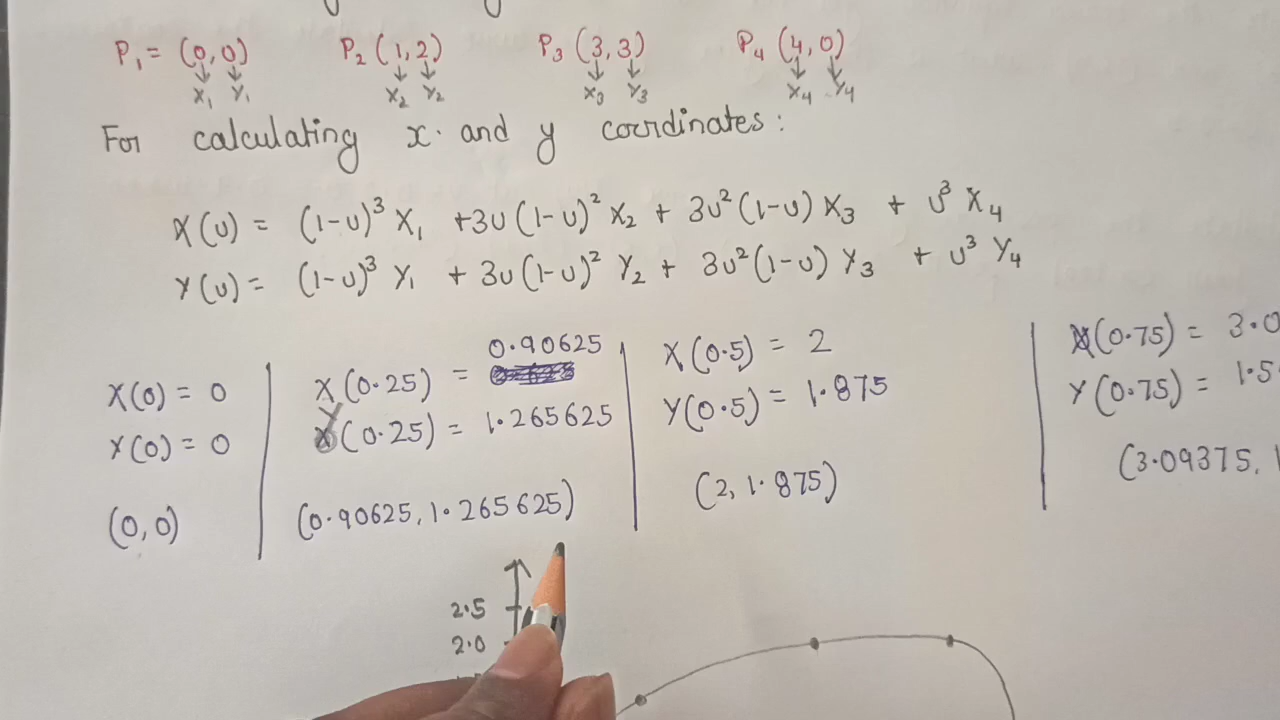 P₁ = (0,0) P₂ (1,2) P₃ (3,3) P₄ (4,0)
X₁ Y₁ X₂ Y₂ X₃ Y₃ X₄ Y₄
For calculating x and y coordinates:
X(U) = (1-U)³ X₁ +3U(1-U)² X₂ + 3U²(1-U) X₃ + U³ X₄
Y(U) = (1-U)³ Y₁ + 3U(1-U)² Y₂ + 3U²(1-U) Y₃ + U³ Y₄
X(0) = 0
Y(0) = 0
(0,0)
X(0.25) = 0.90625
Y(0.25) = 1.265625
(0.90625, 1.265625)
X(0.5) = 2
Y(0.5) = 1.875
(2, 1.875)
X(0.75) = 3.0
Y(0.75) = 1.5
(3.09375, 1
2.5
2.0